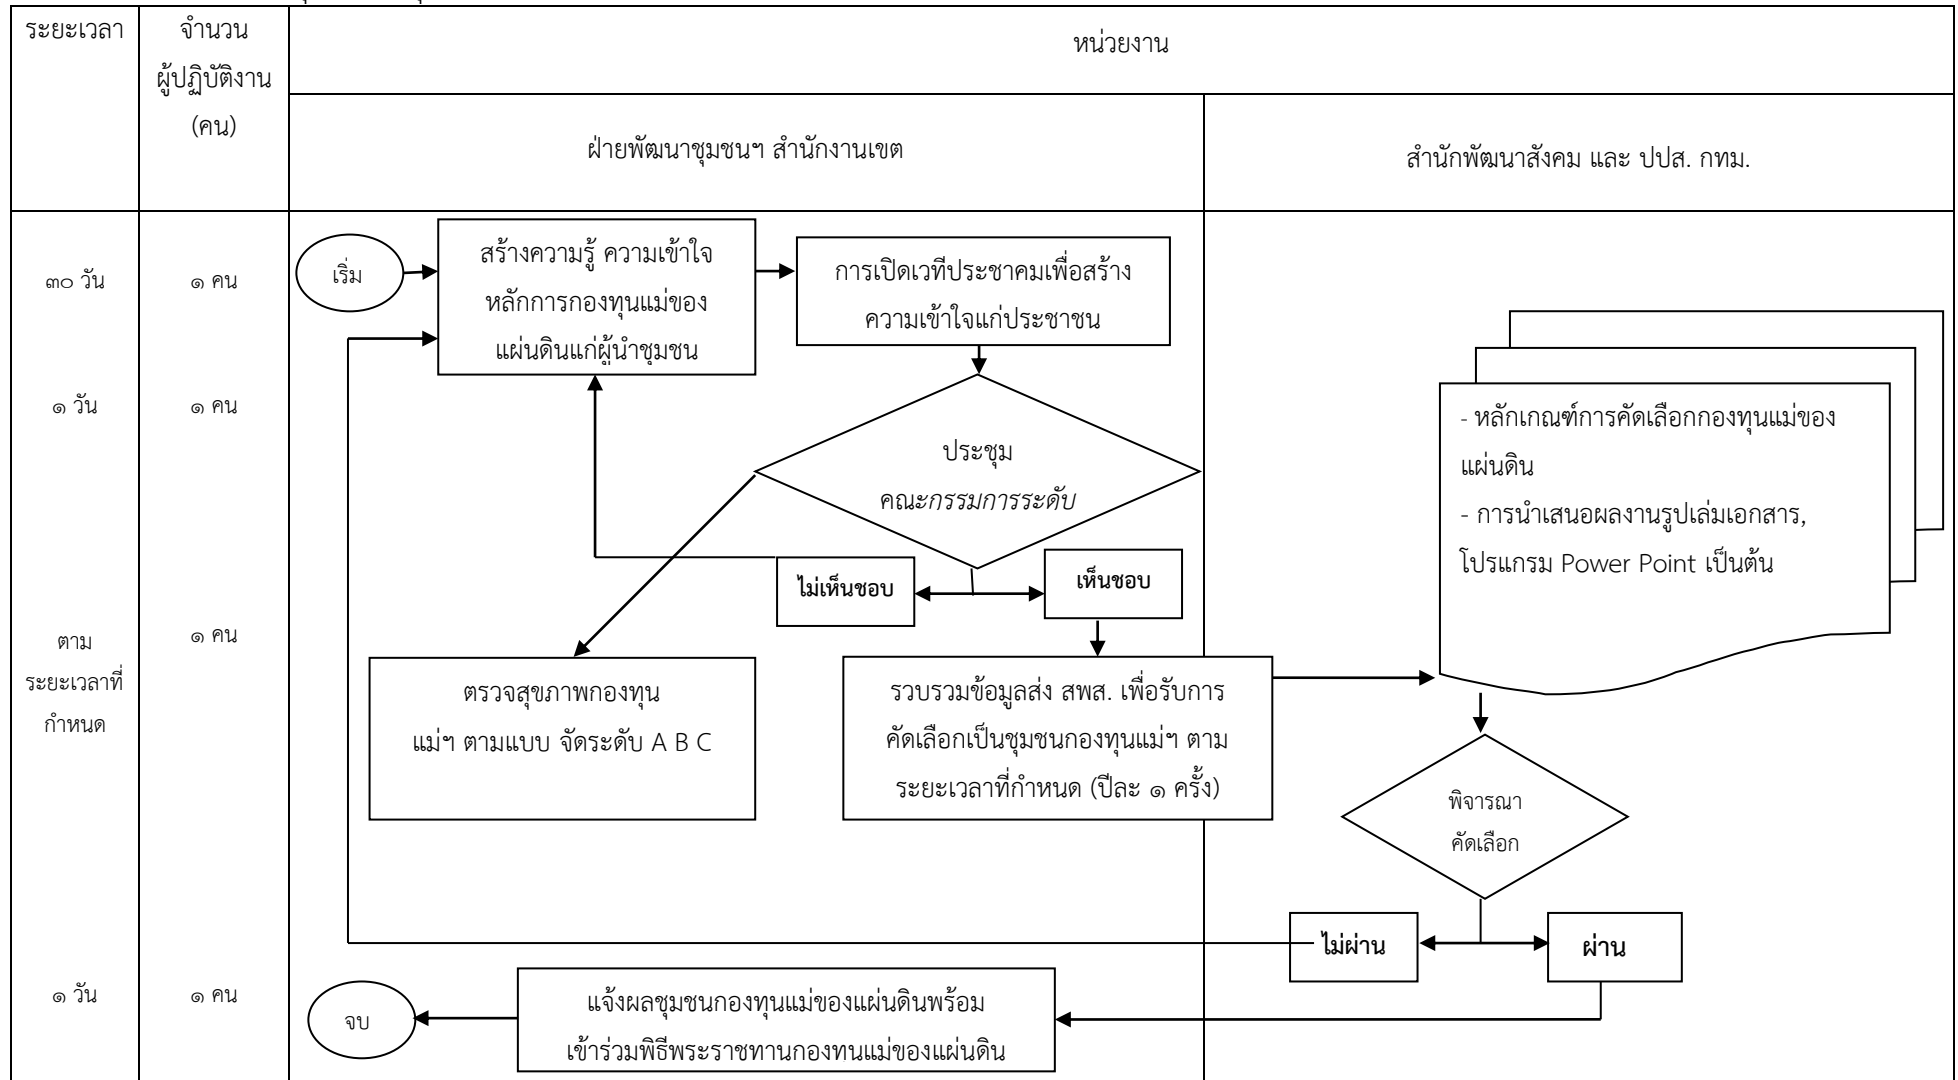 ระยะเวลา
จำนวน
ผู้ปฏิบัติงาน
(คน)
หน่วยงาน
ฝ่ายพัฒนาชุมชนฯ สำนักงานเขต
สำนักพัฒนาสังคม และ ปปส. กทม.
๓๐ วัน
๑ คน
เริ่ม
สร้างความรู้ ความเข้าใจ
หลักการกองทุนแม่ของ
แผ่นดินแก่ผู้นำชุมชน
การเปิดเวทีประชาคมเพื่อสร้าง
ความเข้าใจแก่ประชาชน
๑ วัน
๑ คน
ประชุม
คณะกรรมการระดับ
- หลักเกณฑ์การคัดเลือกกองทุนแม่ของ
แผ่นดิน
- การนำเสนอผลงานรูปเล่มเอกสาร,
โปรแกรม Power Point เป็นต้น
ไม่เห็นชอบ
เห็นชอบ
ตาม
ระยะเวลาที่
กำหนด
๑ คน
ตรวจสุขภาพกองทุน
แม่ฯ ตามแบบ จัดระดับ A B C
รวบรวมข้อมูลส่ง สพส. เพื่อรับการ
คัดเลือกเป็นชุมชนกองทุนแม่ฯ ตาม
ระยะเวลาที่กำหนด (ปีละ ๑ ครั้ง)
พิจารณา
คัดเลือก
ไม่ผ่าน
ผ่าน
๑ วัน
๑ คน
จบ
แจ้งผลชุมชนกองทุนแม่ของแผ่นดินพร้อม
เข้าร่วมพิธีพระราชทานกองทนแม่ของแผ่นดิน